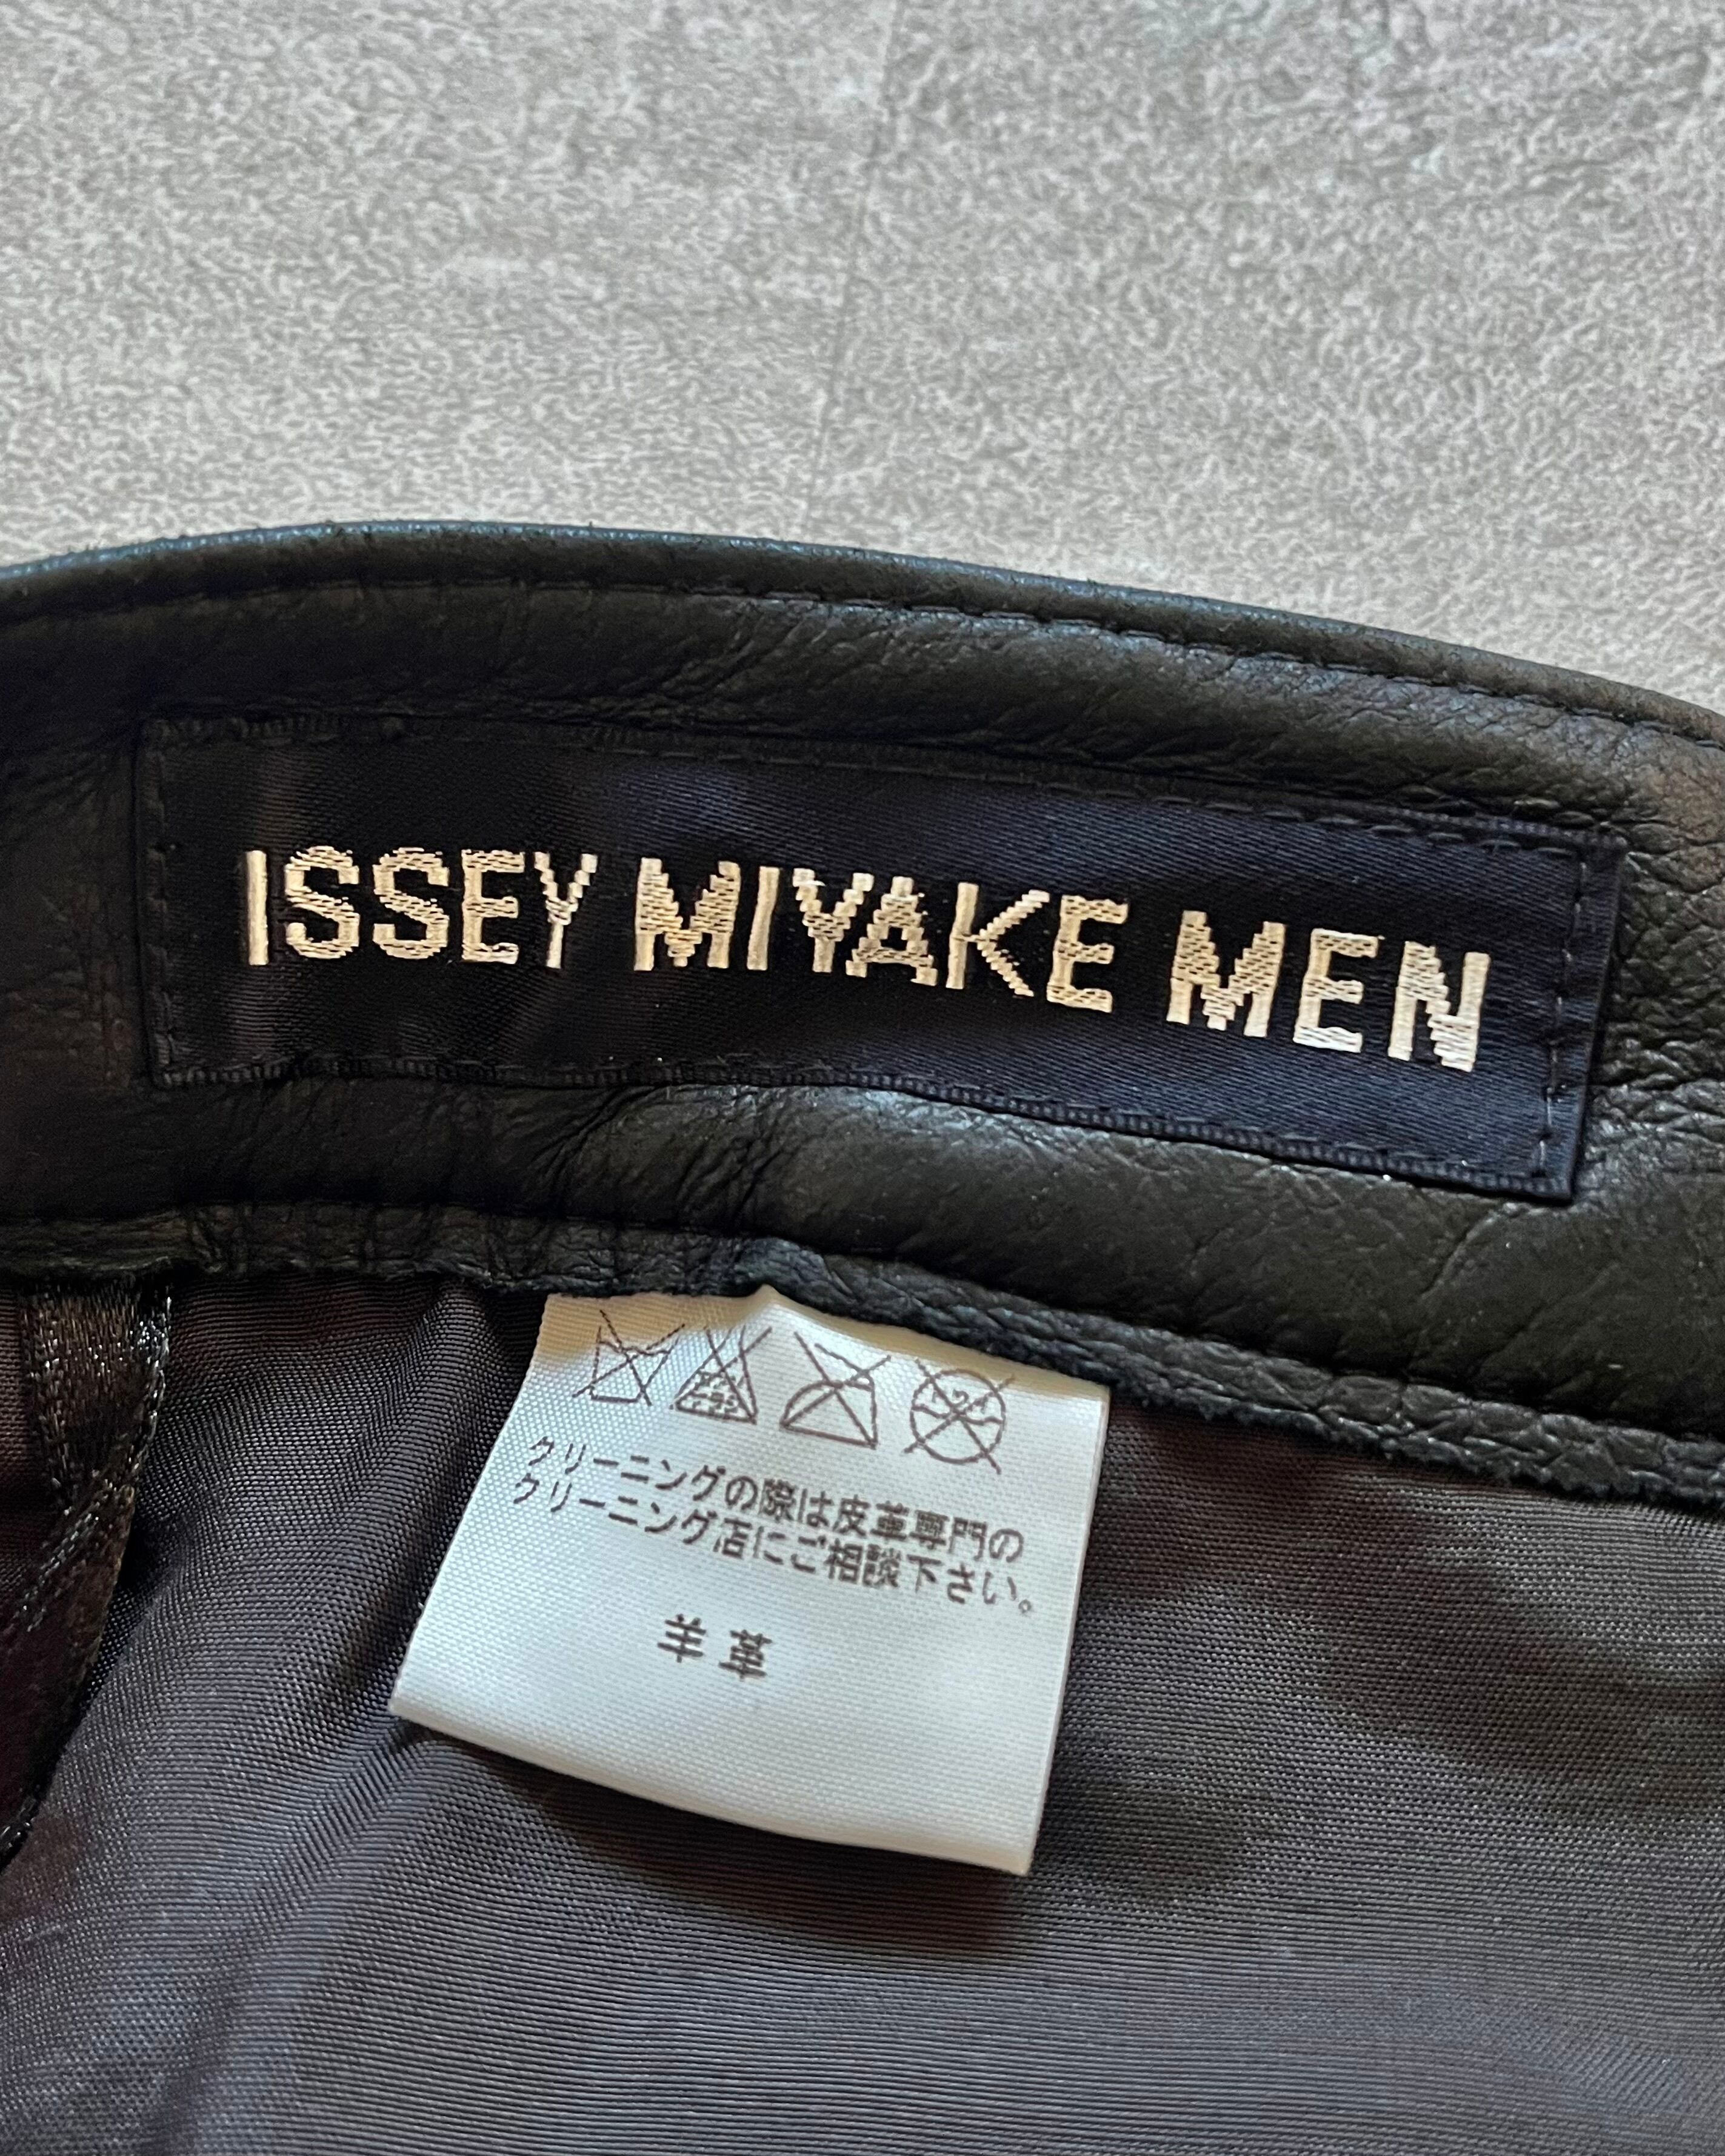 ISSEY MIYAKE MEN
クリーニングの際は皮革専門の
クリーニング店にご相談下さい。
羊革